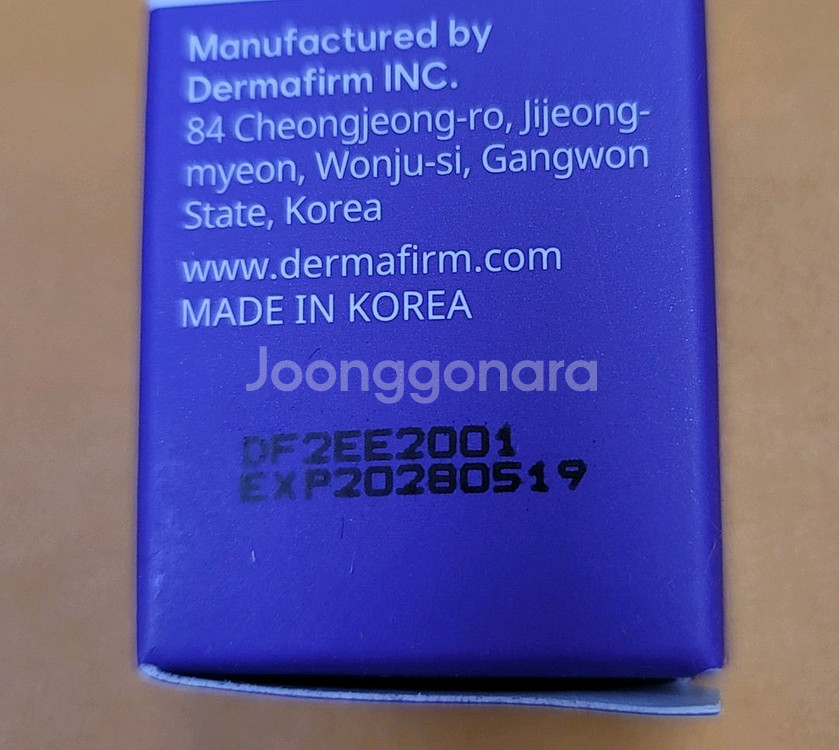 Manufactured by
Dermafirm INC.
84 Cheongjeong-ro, Jijeong-
myeon, Wonju-si, Gangwon
State, Korea
www.dermafirm.com
MADE IN KOREA
Joonggonara
DF2EE2001
EXP20280519